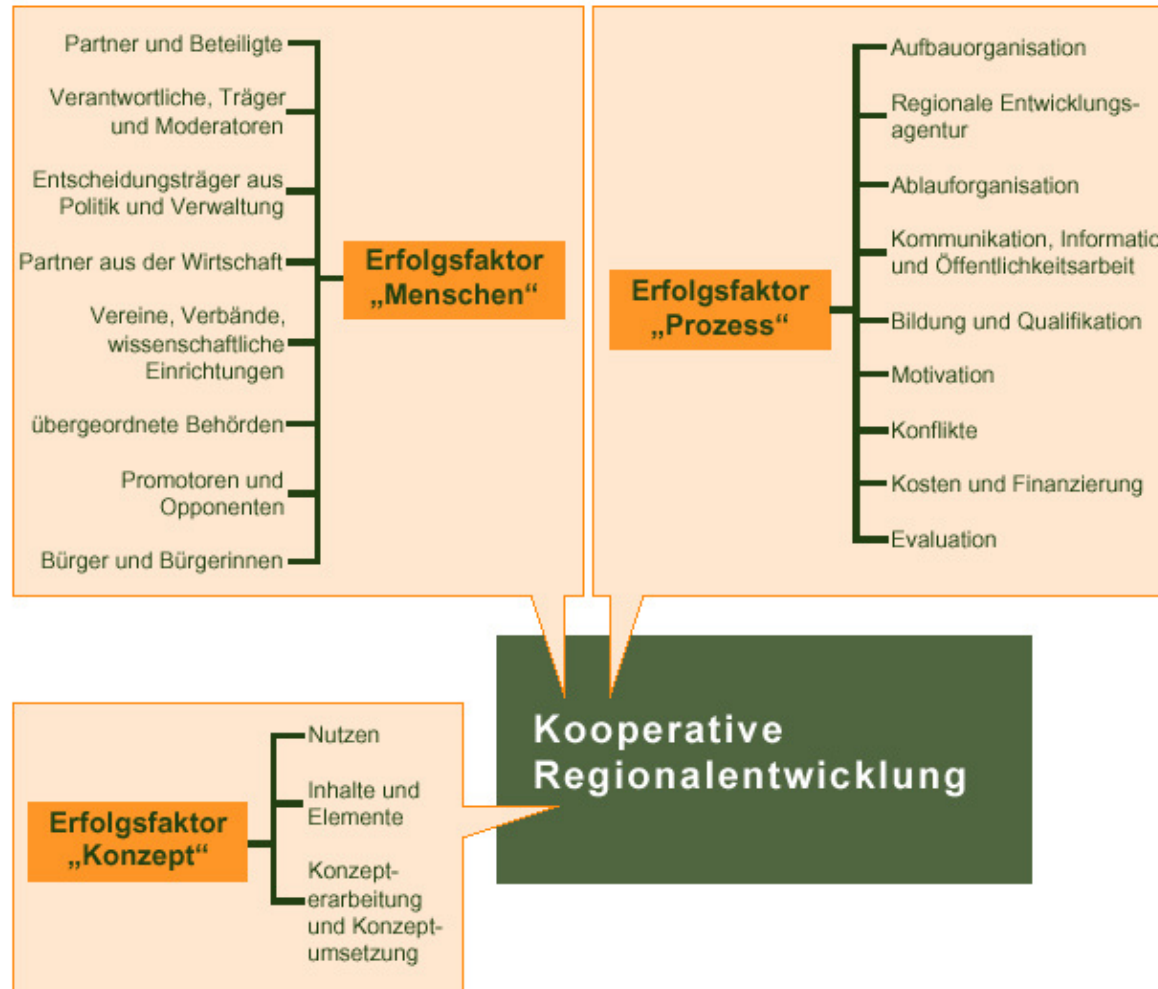 Partner und Beteiligte
Verantwortliche, Träger
und Moderatoren
Entscheidungsträger aus
Politik und Verwaltung
Partner aus der Wirtschaft
Vereine, Verbände,
wissenschaftliche
Einrichtungen
übergeordnete Behörden
Promotoren und
Opponenten
Bürger und Bürgerinnen
Erfolgsfaktor
„Menschen“
Erfolgsfaktor
„Prozess“
Aufbauorganisation
Regionale Entwicklungs-
agentur
Ablauforganisation
Kommunikation, Informatio
und Öffentlichkeitsarbeit
Bildung und Qualifikation
Motivation
Konflikte
Kosten und Finanzierung
Evaluation
Kooperative
Regionalentwicklung
Erfolgsfaktor
„Konzept“
Nutzen
Inhalte und
Elemente
Konzept-
erarbeitung
und Konzept-
umsetzung